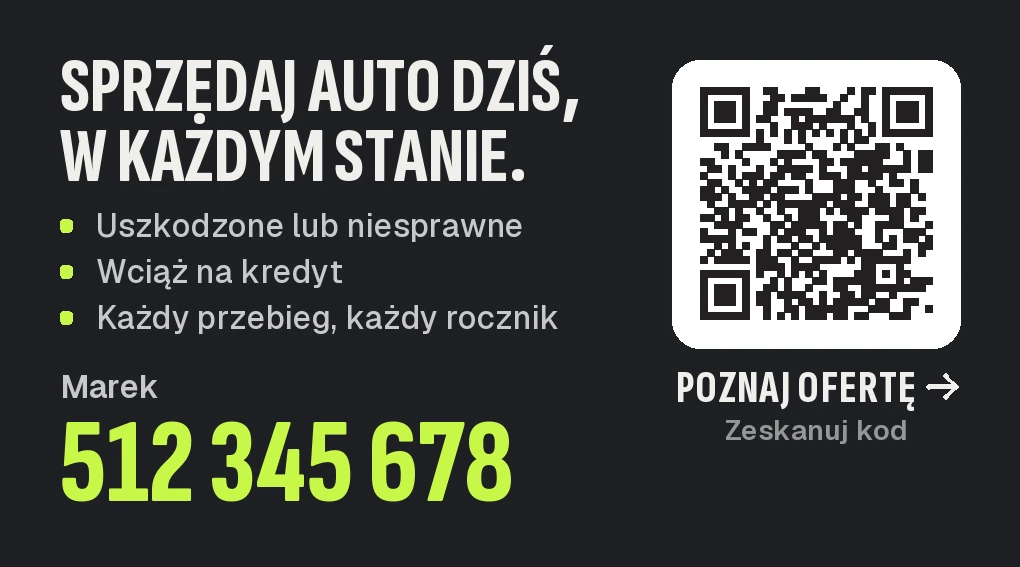 SPRZEDAJ AUTO DZIŚ,
W KAŻDYM STANIE.
Uszkodzone lub niesprawne
Wciąż na kredyt
Każdy przebieg, każdy rocznik
Marek
512 345 678
POZNAJ OFERTĘ →
Zeskanuj kod